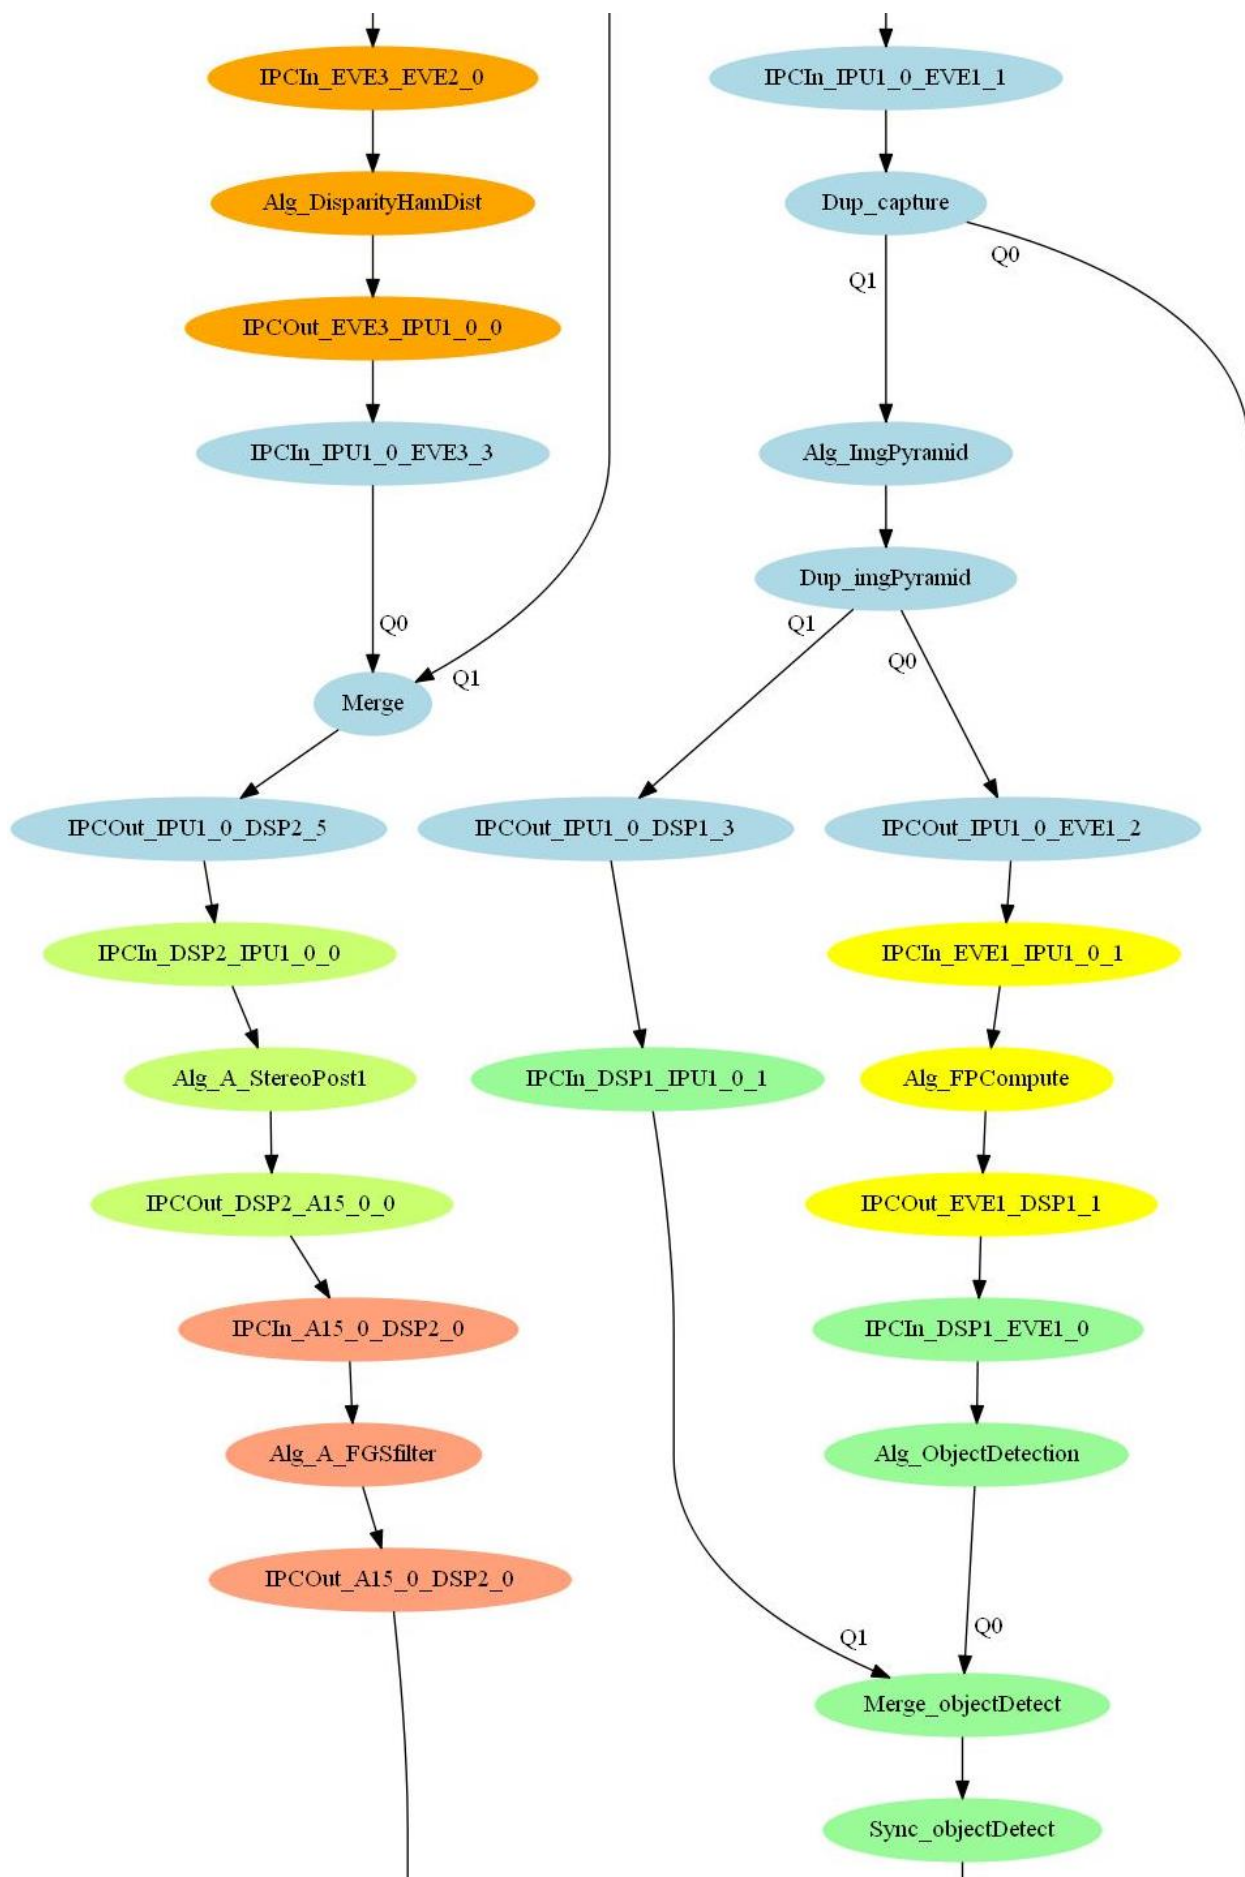 IPCIn_EVE3_EVE2_0
IPCIn_IPU1_0_EVE1_1
Alg_DisparityHamDist
Dup_capture
Q0
Q1
IPCOut_EVE3_IPU1_0_0
IPCIn_IPU1_0_EVE3_3
Alg_ImgPyramid
Dup_imgPyramid
Q0
Q1
Q0
Q1
Merge
IPCOut_IPU1_0_DSP2_5
IPCOut_IPU1_0_DSP1_3
IPCOut_IPU1_0_EVE1_2
IPCIn_DSP2_IPU1_0_0
IPCIn_EVE1_IPU1_0_1
Alg_A_StereoPost1
IPCIn_DSP1_IPU1_0_1
Alg_FPCompute
IPCOut_DSP2_A15_0_0
IPCOut_EVE1_DSP1_1
IPCIn_A15_0_DSP2_0
IPCIn_DSP1_EVE1_0
Alg_A_FGSfilter
Alg_ObjectDetection
IPCOut_A15_0_DSP2_0
Q1
Q0
Merge_objectDetect
Sync_objectDetect